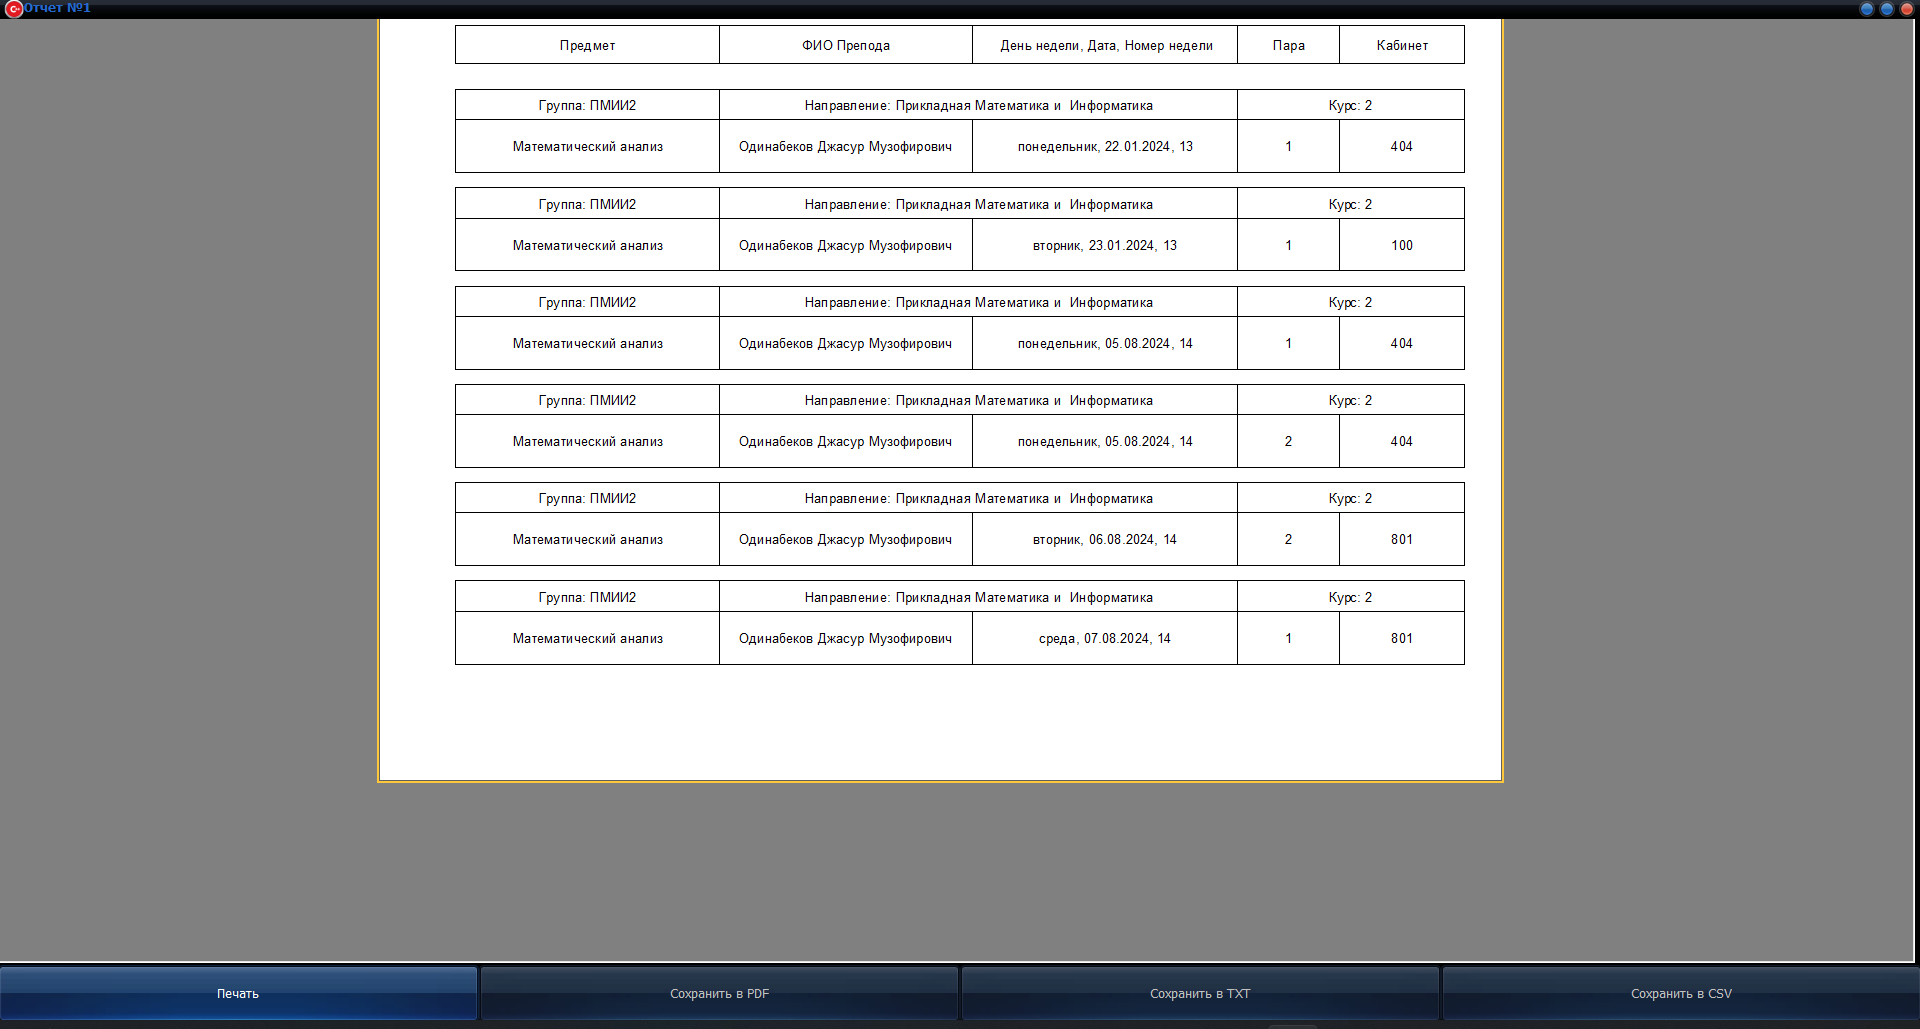 Отчет №1
Предмет ФИО Препода День недели, Дата, Номер недели Пара Кабинет
Группа: ПМИИ2 Направление: Прикладная Математика и Информатика Курс: 2
Математический анализ Одинабеков Джасур Музофирович понедельник, 22.01.2024, 13 1 404
Группа: ПМИИ2 Направление: Прикладная Математика и Информатика Курс: 2
Математический анализ Одинабеков Джасур Музофирович вторник, 23.01.2024, 13 1 100
Группа: ПМИИ2 Направление: Прикладная Математика и Информатика Курс: 2
Математический анализ Одинабеков Джасур Музофирович понедельник, 05.08.2024, 14 1 404
Группа: ПМИИ2 Направление: Прикладная Математика и Информатика Курс: 2
Математический анализ Одинабеков Джасур Музофирович понедельник, 05.08.2024, 14 2 404
Группа: ПМИИ2 Направление: Прикладная Математика и Информатика Курс: 2
Математический анализ Одинабеков Джасур Музофирович вторник, 06.08.2024, 14 2 801
Группа: ПМИИ2 Направление: Прикладная Математика и Информатика Курс: 2
Математический анализ Одинабеков Джасур Музофирович среда, 07.08.2024, 14 1 801
Печать Сохранить в PDF Сохранить в TXT Сохранить в CSV